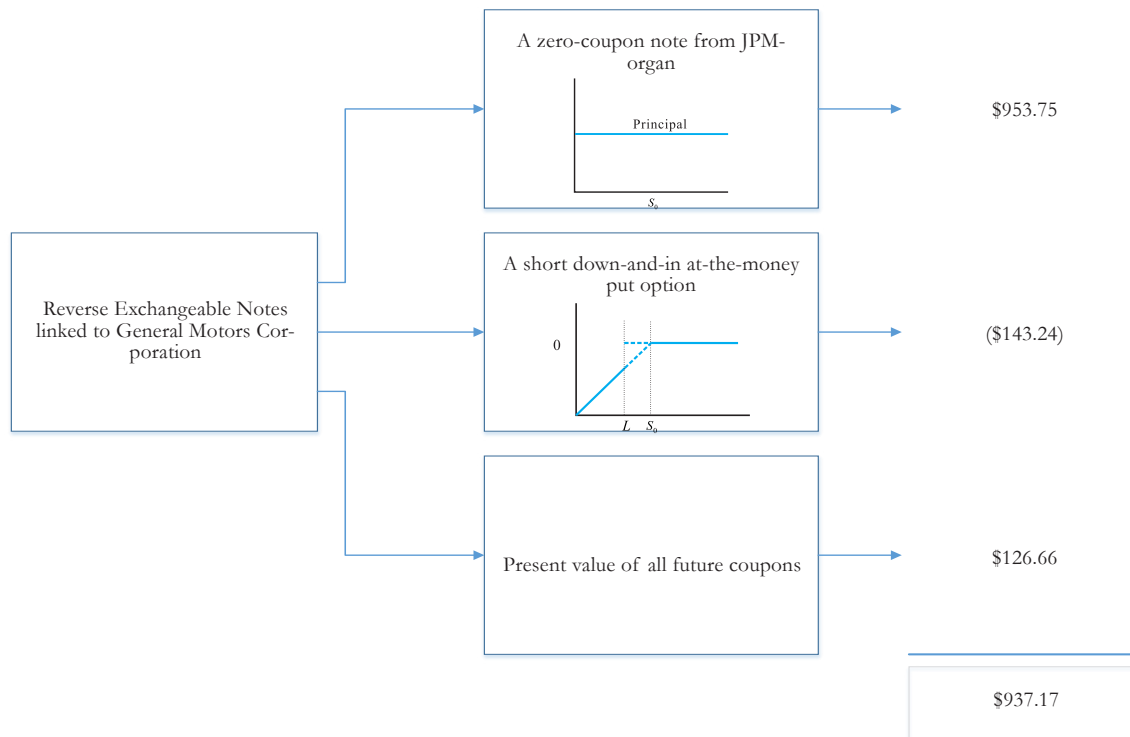 A zero-coupon note from JPM-
organ
Principal
S₀
$953.75
Reverse Exchangeable Notes
linked to General Motors Cor-
poration
A short down-and-in at-the-money
put option
0
L S₀
($143.24)
Present value of all future coupons
$126.66
$937.17